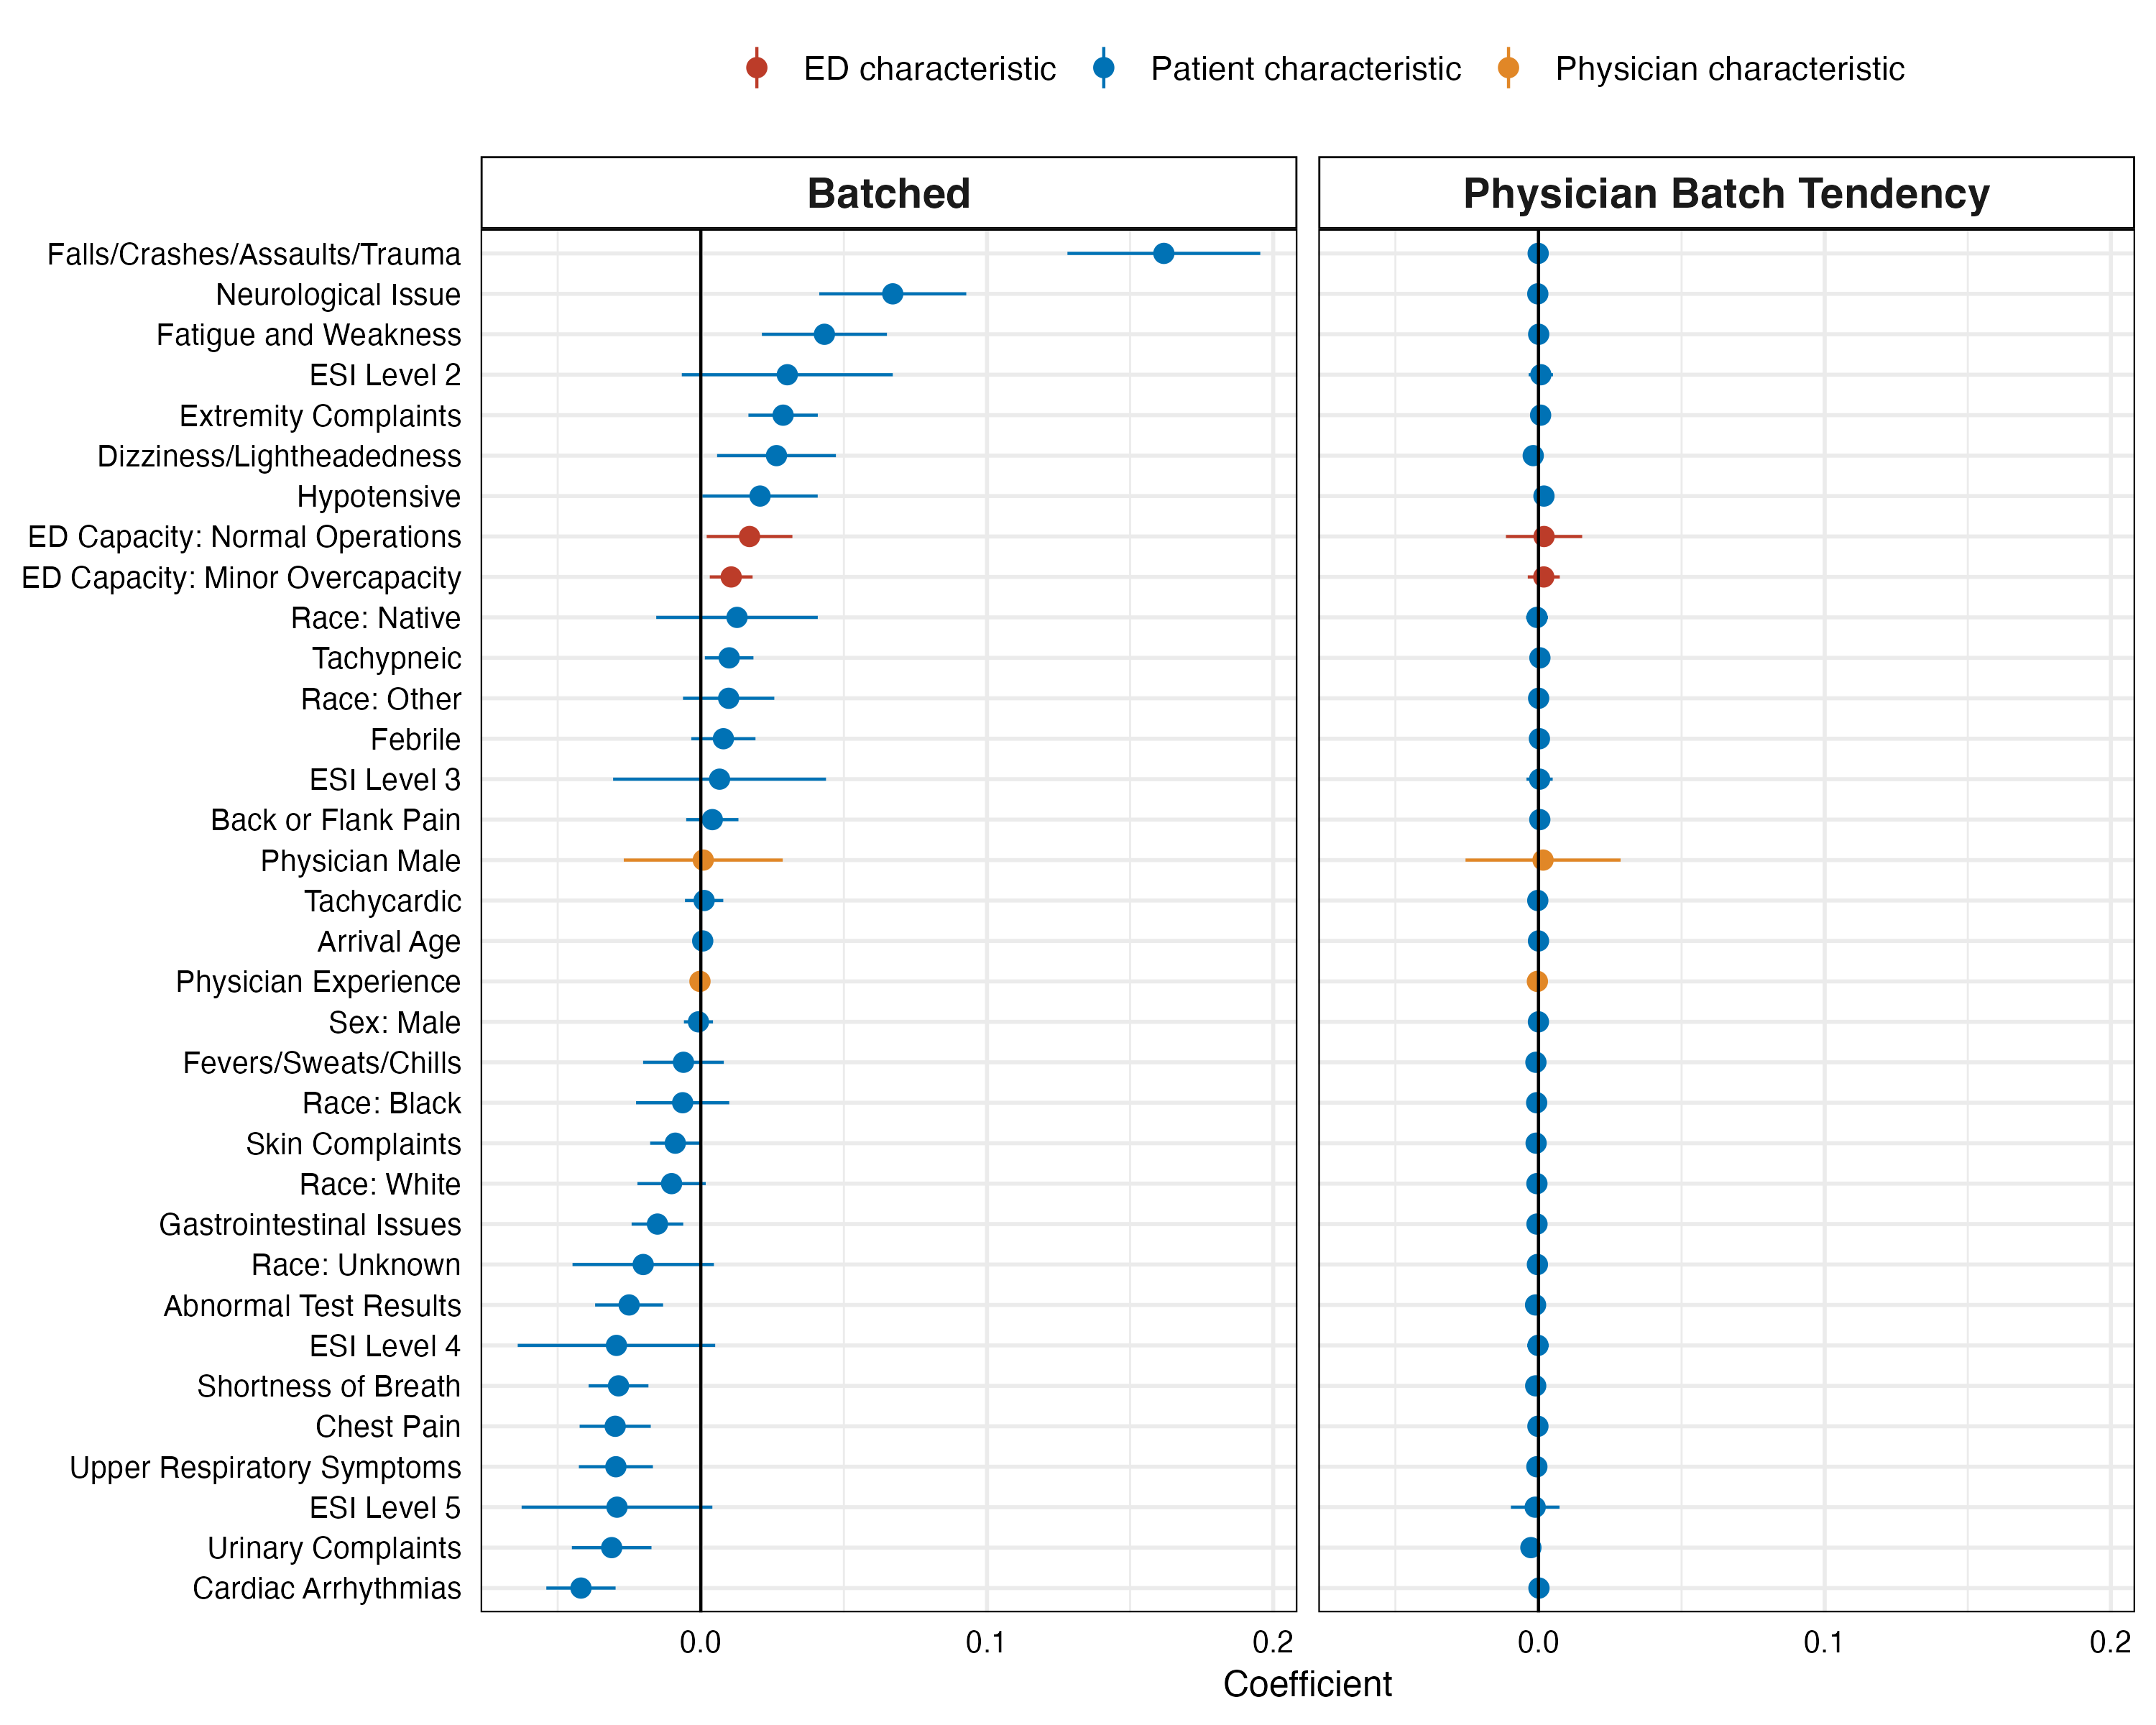 ED characteristic Patient characteristic Physician characteristic
Batched Physician Batch Tendency
Falls/Crashes/Assaults/Trauma
Neurological Issue
Fatigue and Weakness
ESI Level 2
Extremity Complaints
Dizziness/Lightheadedness
Hypotensive
ED Capacity: Normal Operations
ED Capacity: Minor Overcapacity
Race: Native
Tachypneic
Race: Other
Febrile
ESI Level 3
Back or Flank Pain
Physician Male
Tachycardic
Arrival Age
Physician Experience
Sex: Male
Fevers/Sweats/Chills
Race: Black
Skin Complaints
Race: White
Gastrointestinal Issues
Race: Unknown
Abnormal Test Results
ESI Level 4
Shortness of Breath
Chest Pain
Upper Respiratory Symptoms
ESI Level 5
Urinary Complaints
Cardiac Arrhythmias
0.0 0.1 0.2 0.0 0.1 0.2
Coefficient